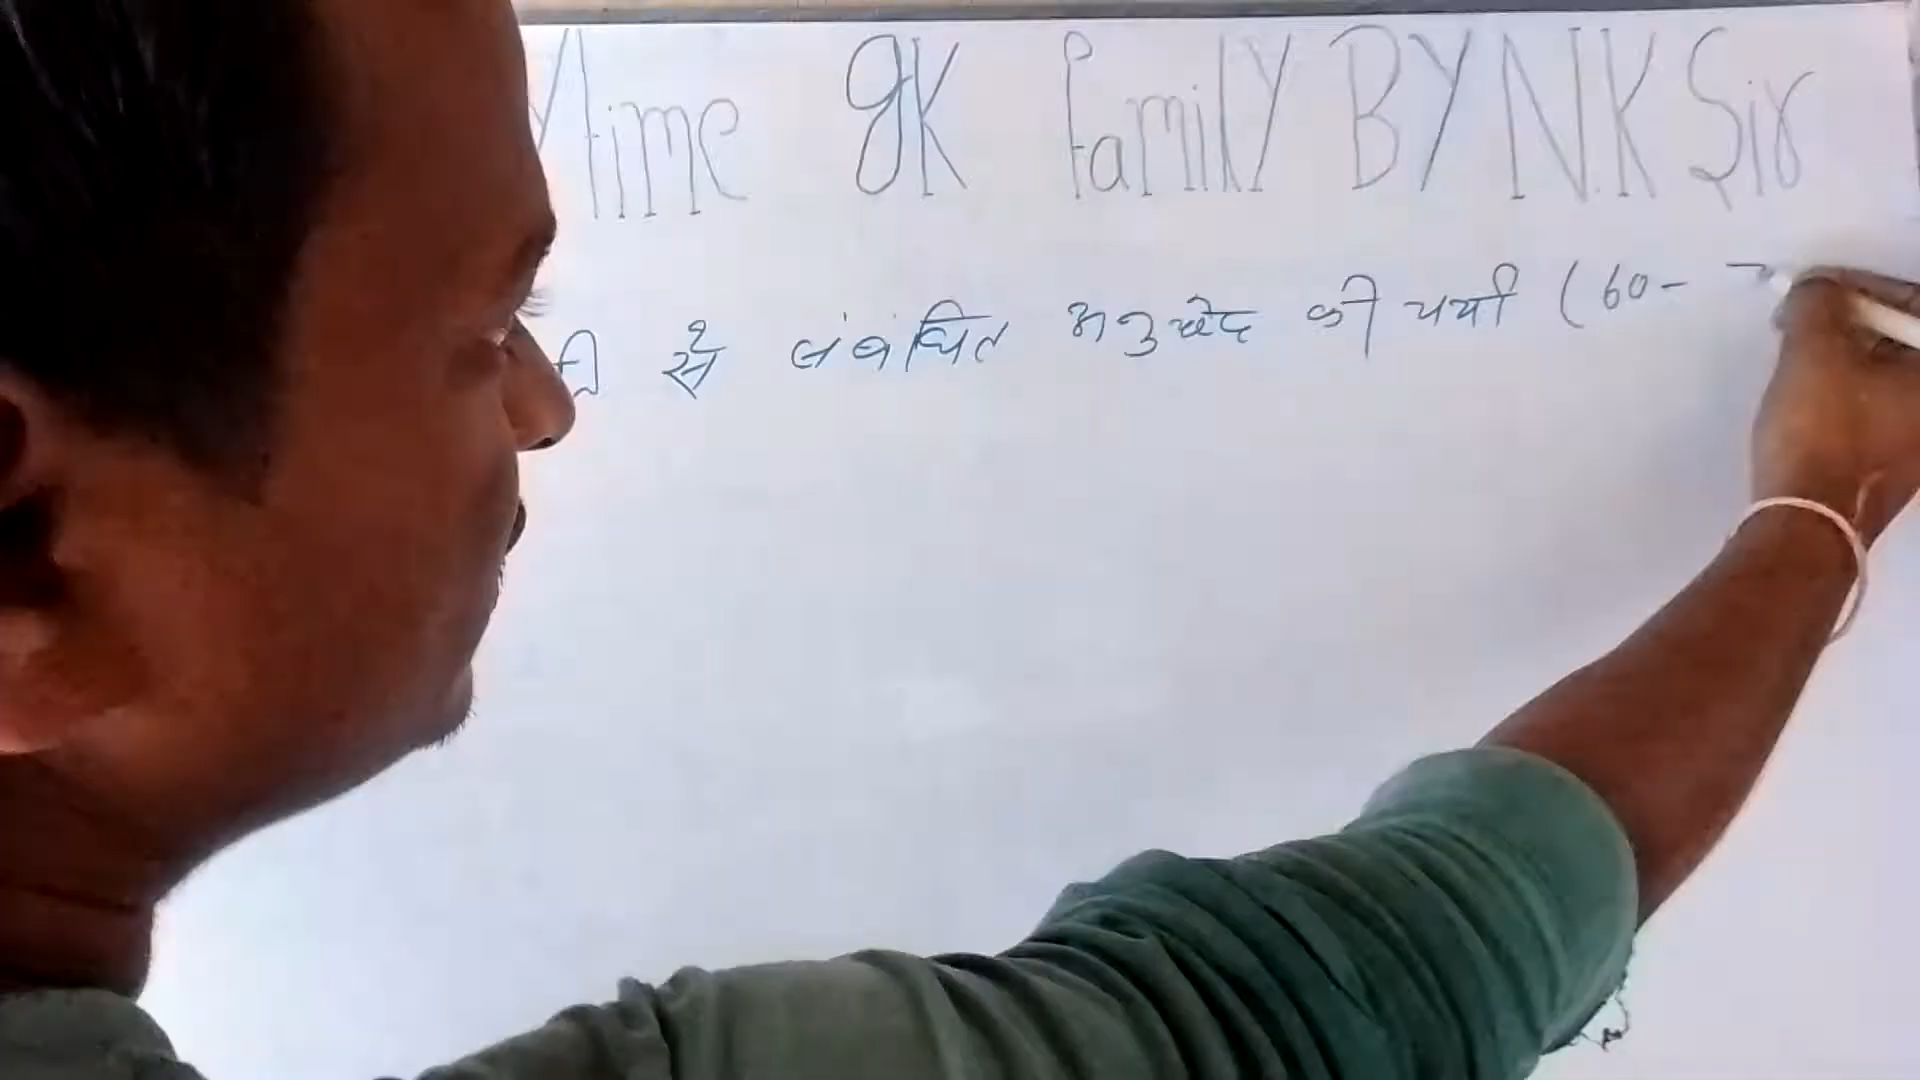 time gK family BY N.K Sir
से संबंधित अनुच्छेद की चर्चा (60-